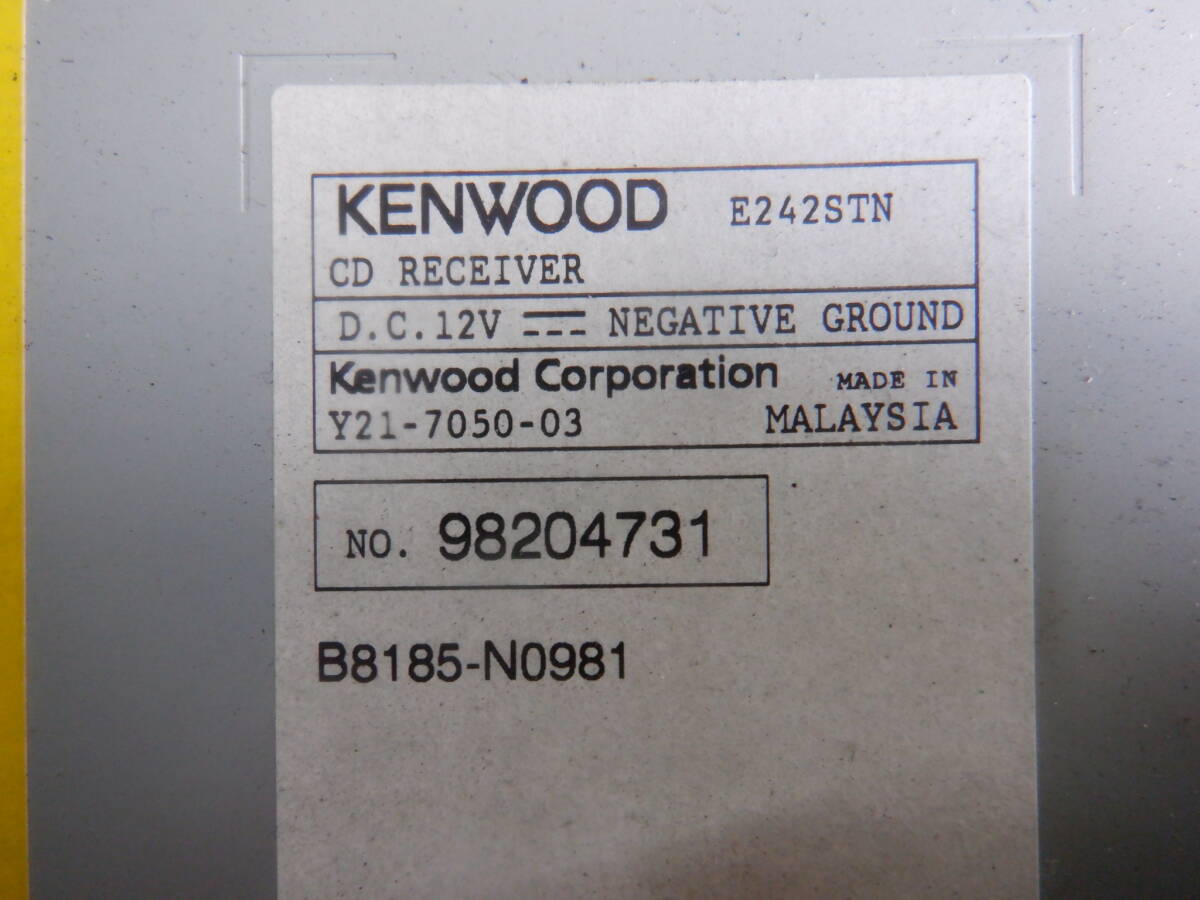 KENWOOD E242STN
CD RECEIVER
D.C.12V ⎓ NEGATIVE GROUND
Kenwood Corporation MADE IN
Y21-7050-03 MALAYSIA
NO. 98204731
B8185-N0981